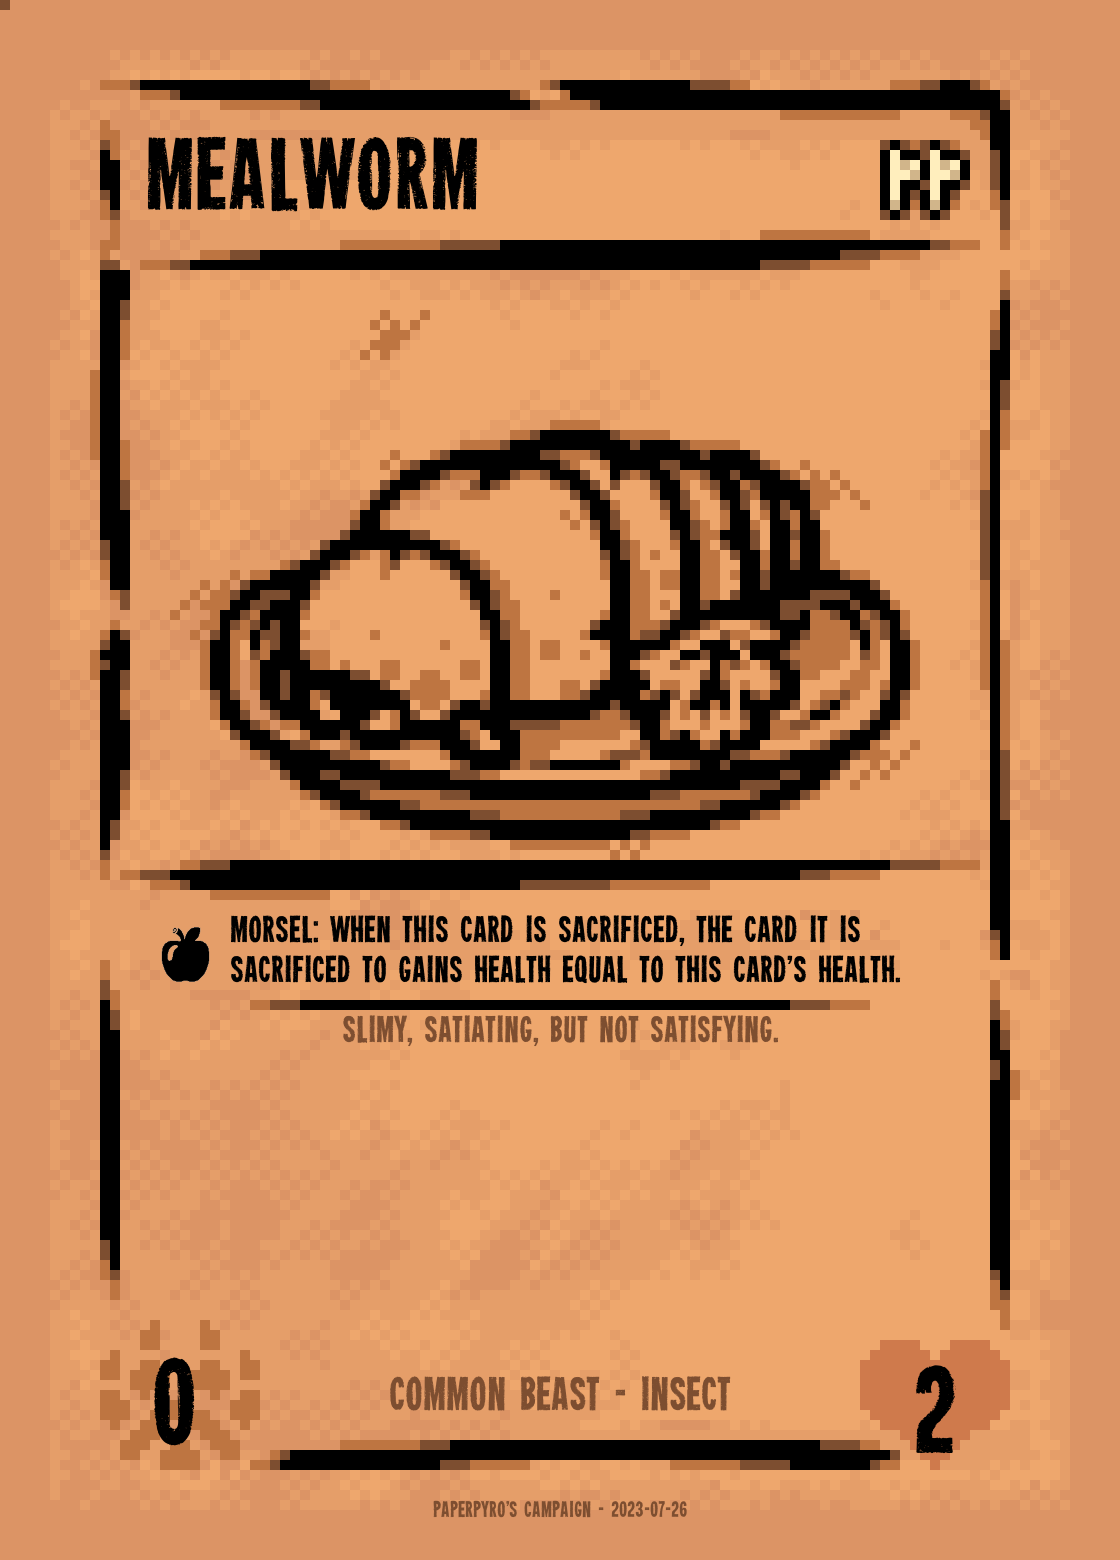 MEALWORM
MORSEL: WHEN THIS CARD IS SACRIFICED, THE CARD IT IS
SACRIFICED TO GAINS HEALTH EQUAL TO THIS CARD'S HEALTH.
SLIMY, SATIATING, BUT NOT SATISFYING.
0
COMMON BEAST - INSECT
2
PAPERPYRO'S CAMPAIGN - 2023-07-26